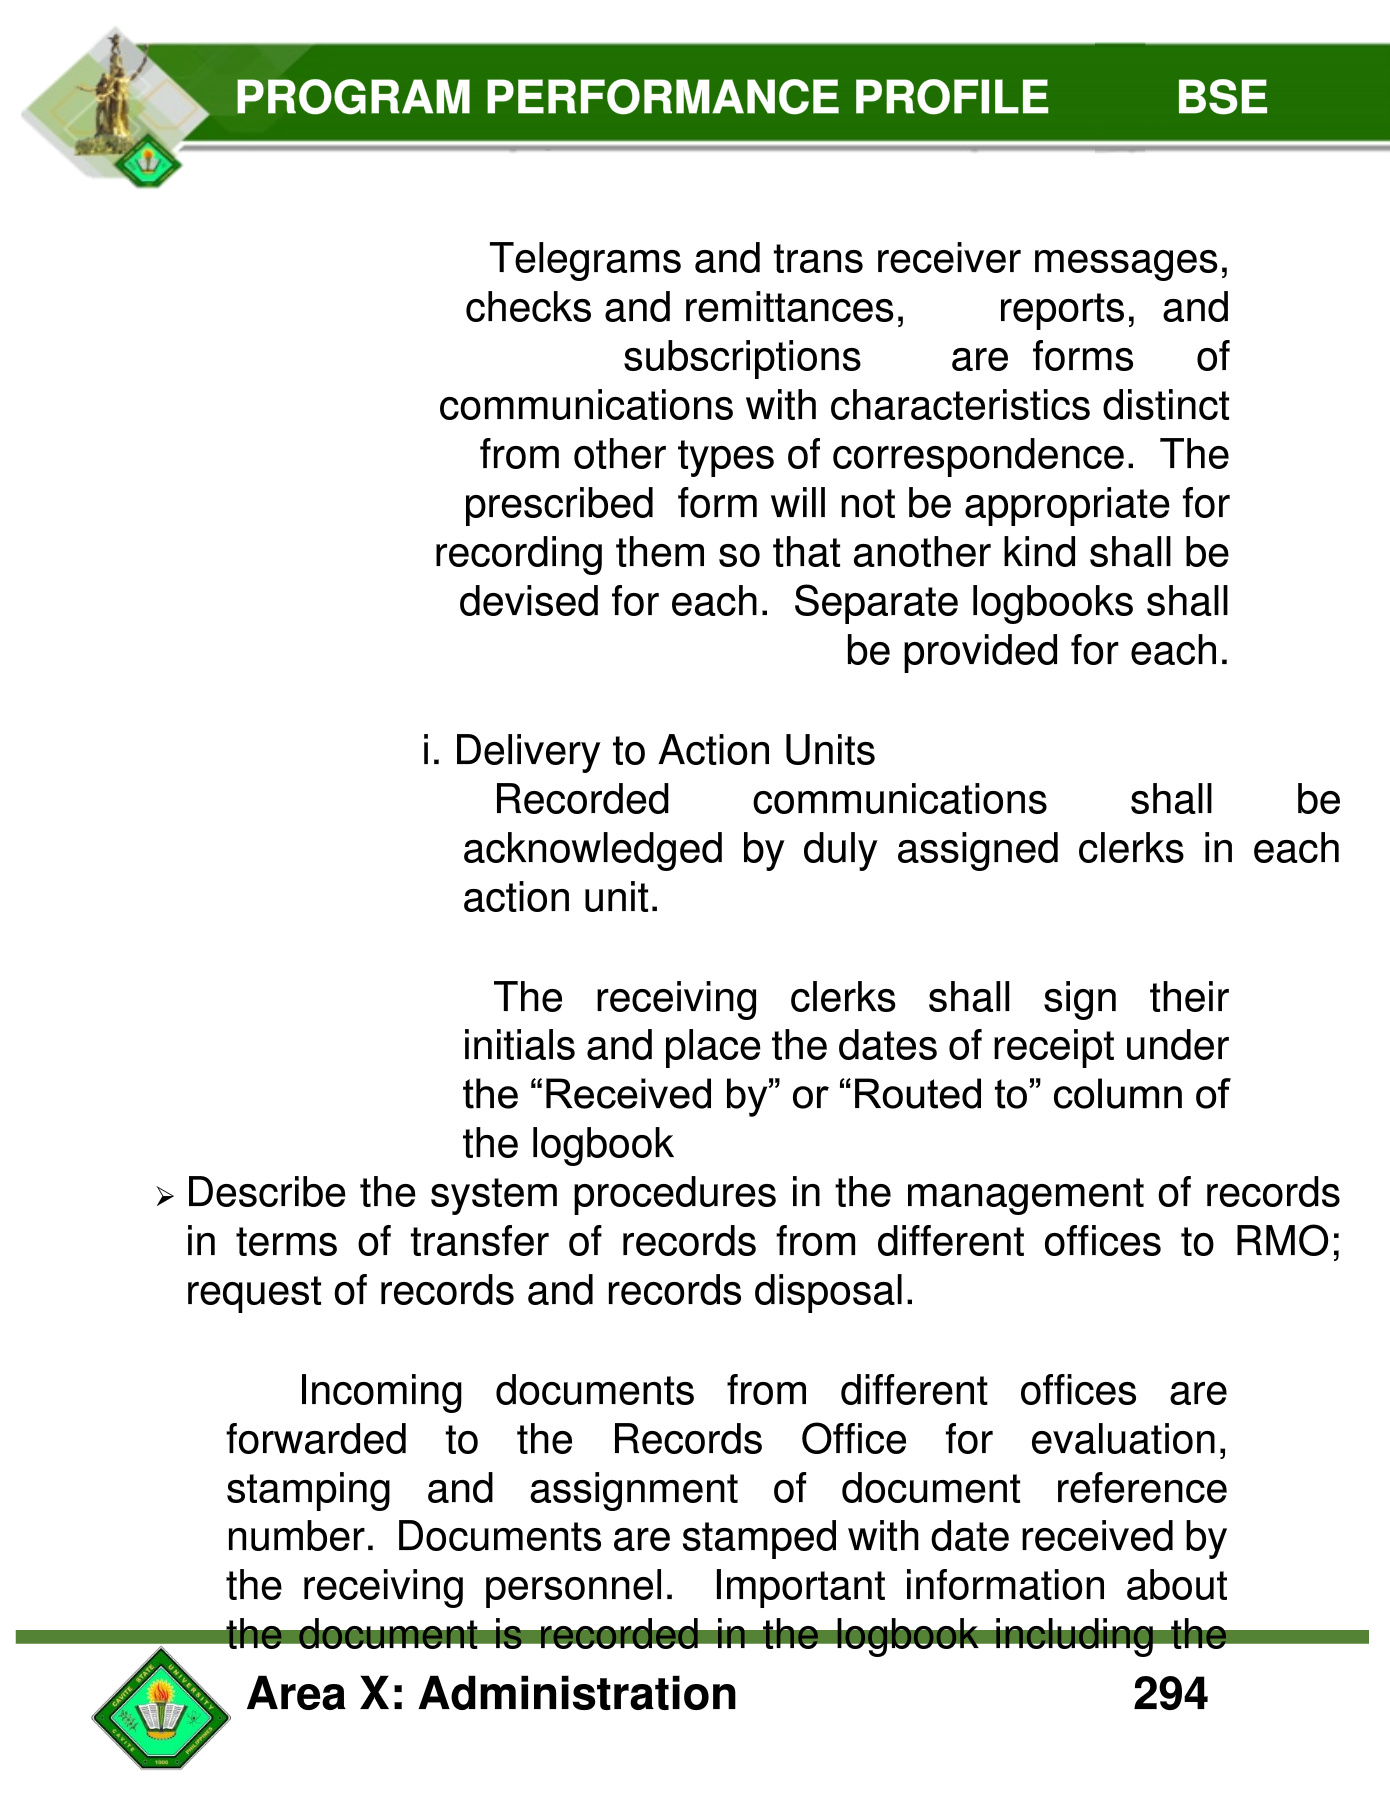 PROGRAM PERFORMANCE PROFILE BSE
Telegrams and trans receiver messages,
checks and remittances, reports, and
subscriptions are forms of
communications with characteristics distinct
from other types of correspondence. The
prescribed form will not be appropriate for
recording them so that another kind shall be
devised for each. Separate logbooks shall
be provided for each.
i. Delivery to Action Units
Recorded communications shall be
acknowledged by duly assigned clerks in each
action unit.
The receiving clerks shall sign their
initials and place the dates of receipt under
the “Received by” or “Routed to” column of
the logbook
➢ Describe the system procedures in the management of records
in terms of transfer of records from different offices to RMO;
request of records and records disposal.
Incoming documents from different offices are
forwarded to the Records Office for evaluation,
stamping and assignment of document reference
number. Documents are stamped with date received by
the receiving personnel. Important information about
the document is recorded in the logbook including the
CAVITE STATE UNIVERSITY
CAVITE PHILIPPINES
1906
Area X: Administration 294